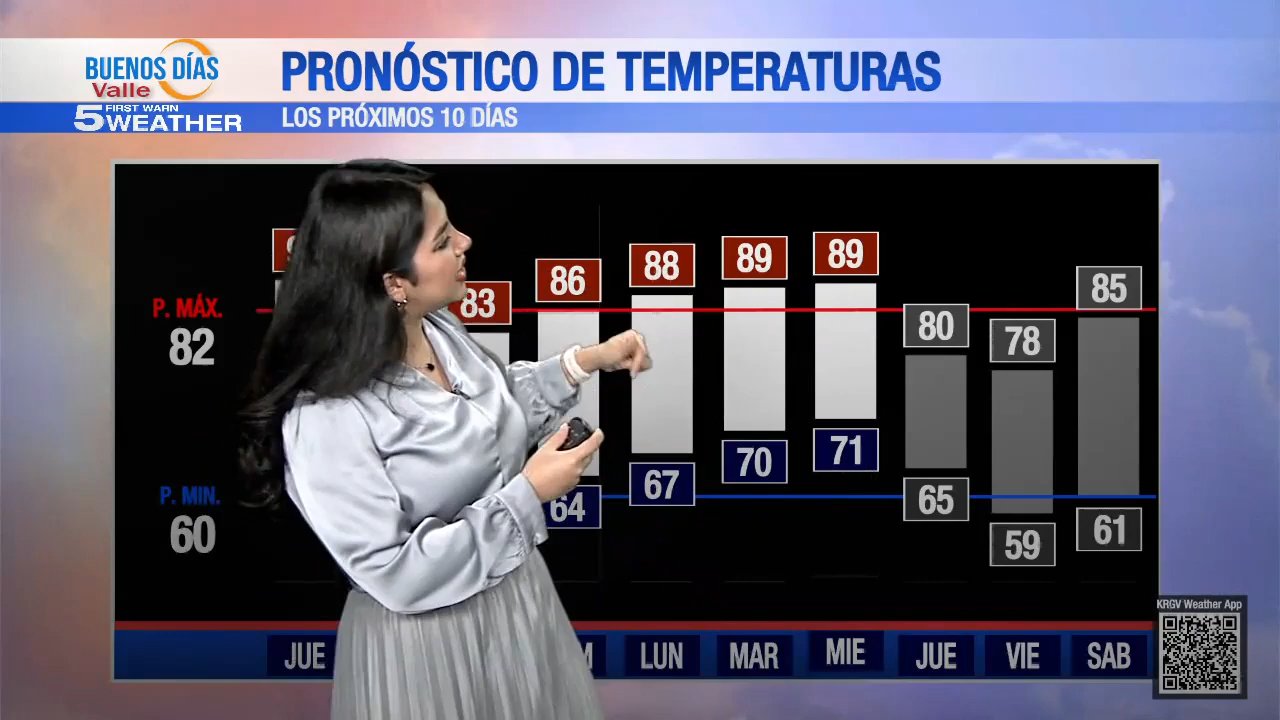 BUENOS DÍAS
Valle
FIRST WARN
5 WEATHER
PRONÓSTICO DE TEMPERATURAS
LOS PRÓXIMOS 10 DÍAS
83 86 88 89 89 80 78 85
P. MÁX.
82
64 67 70 71 65 59 61
P. MIN.
60
JUE LUN MAR MIE JUE VIE SAB
KRGV Weather App